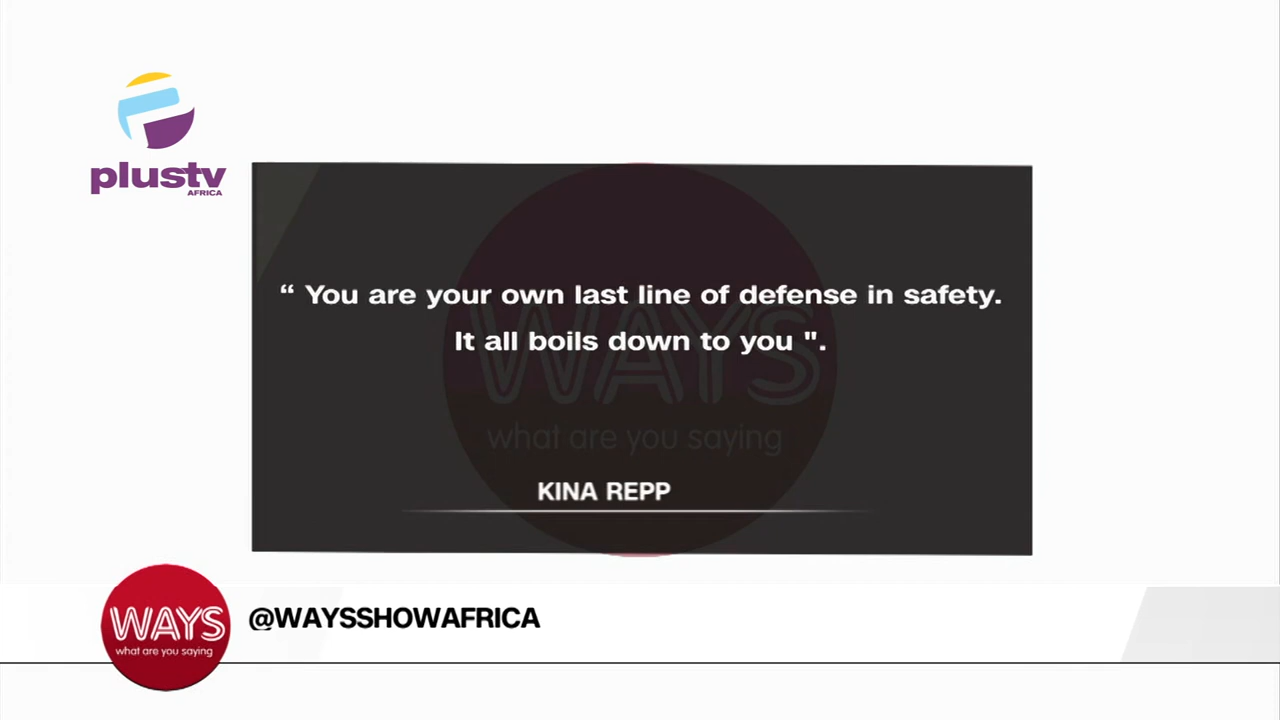 plustv
AFRICA
“ You are your own last line of defense in safety.
It all boils down to you ".
WAYS
what are you saying
KINA REPP
WAYS
what are you saying
@WAYSSHOWAFRICA